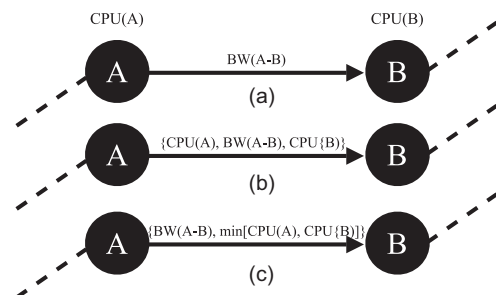 CPU(A) CPU(B)
A BW(A-B) B
(a)
A {CPU(A), BW(A-B), CPU{B)} B
(b)
A {BW(A-B), min[CPU(A), CPU{B)]} B
(c)